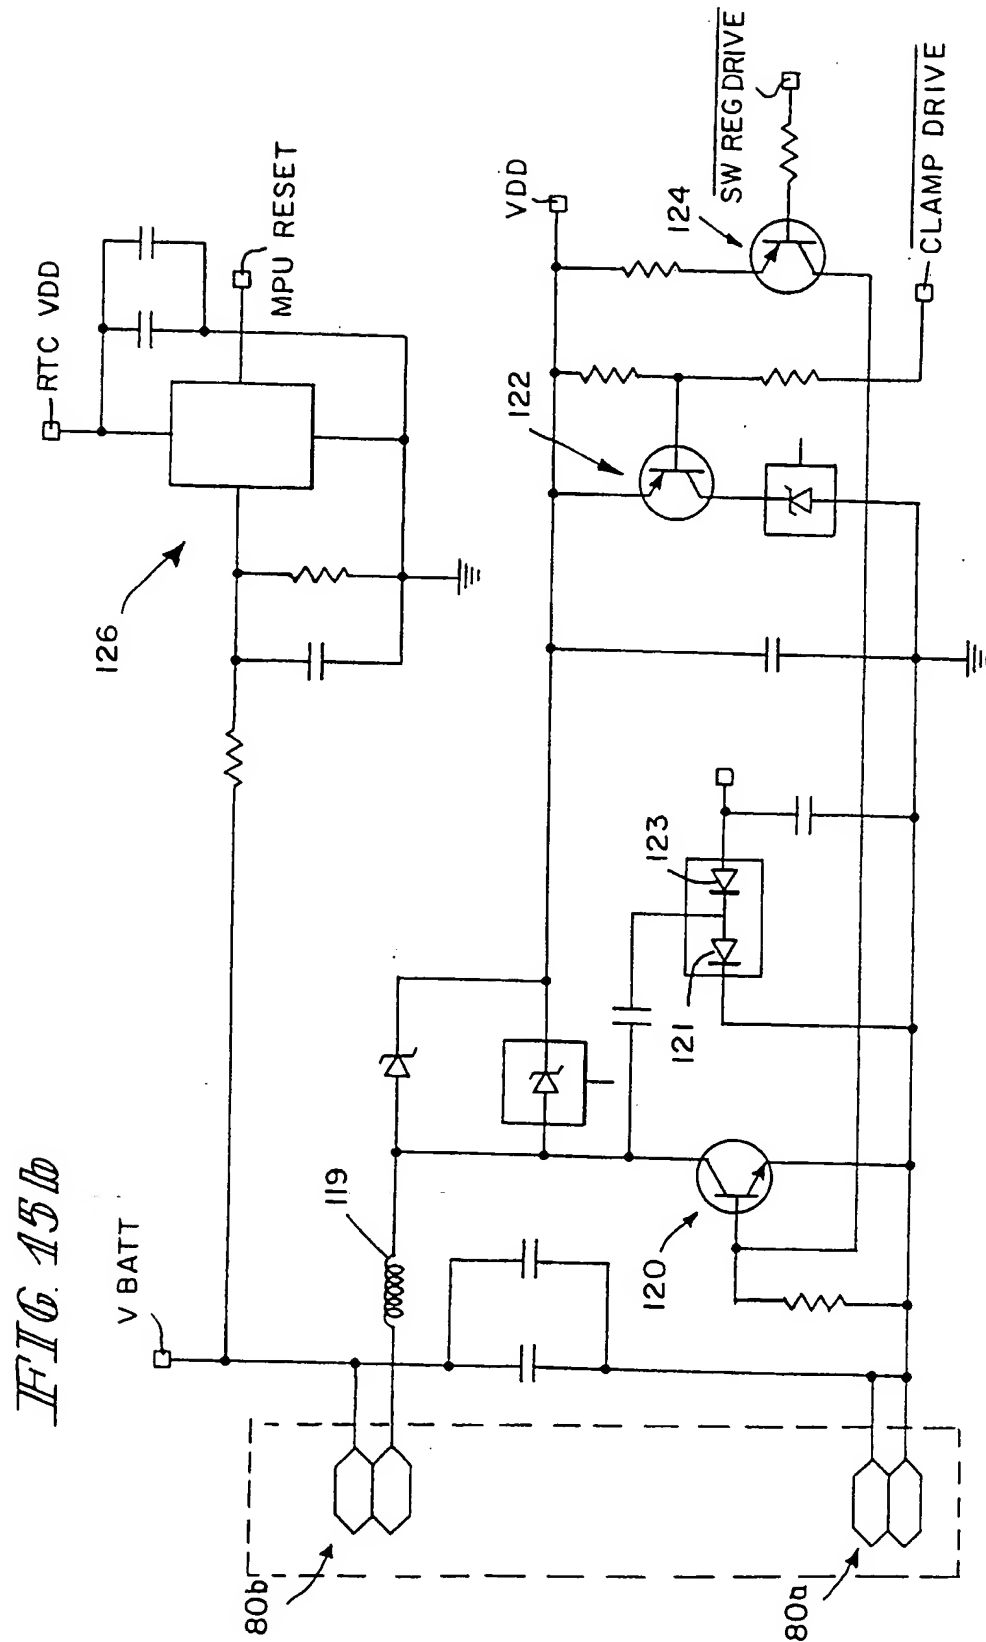 FIG. 15b
V BATT
RTC VDD
MPU RESET
126
VDD
SW REG DRIVE
124
122
CLAMP DRIVE
119
123
121
120
80b
80a